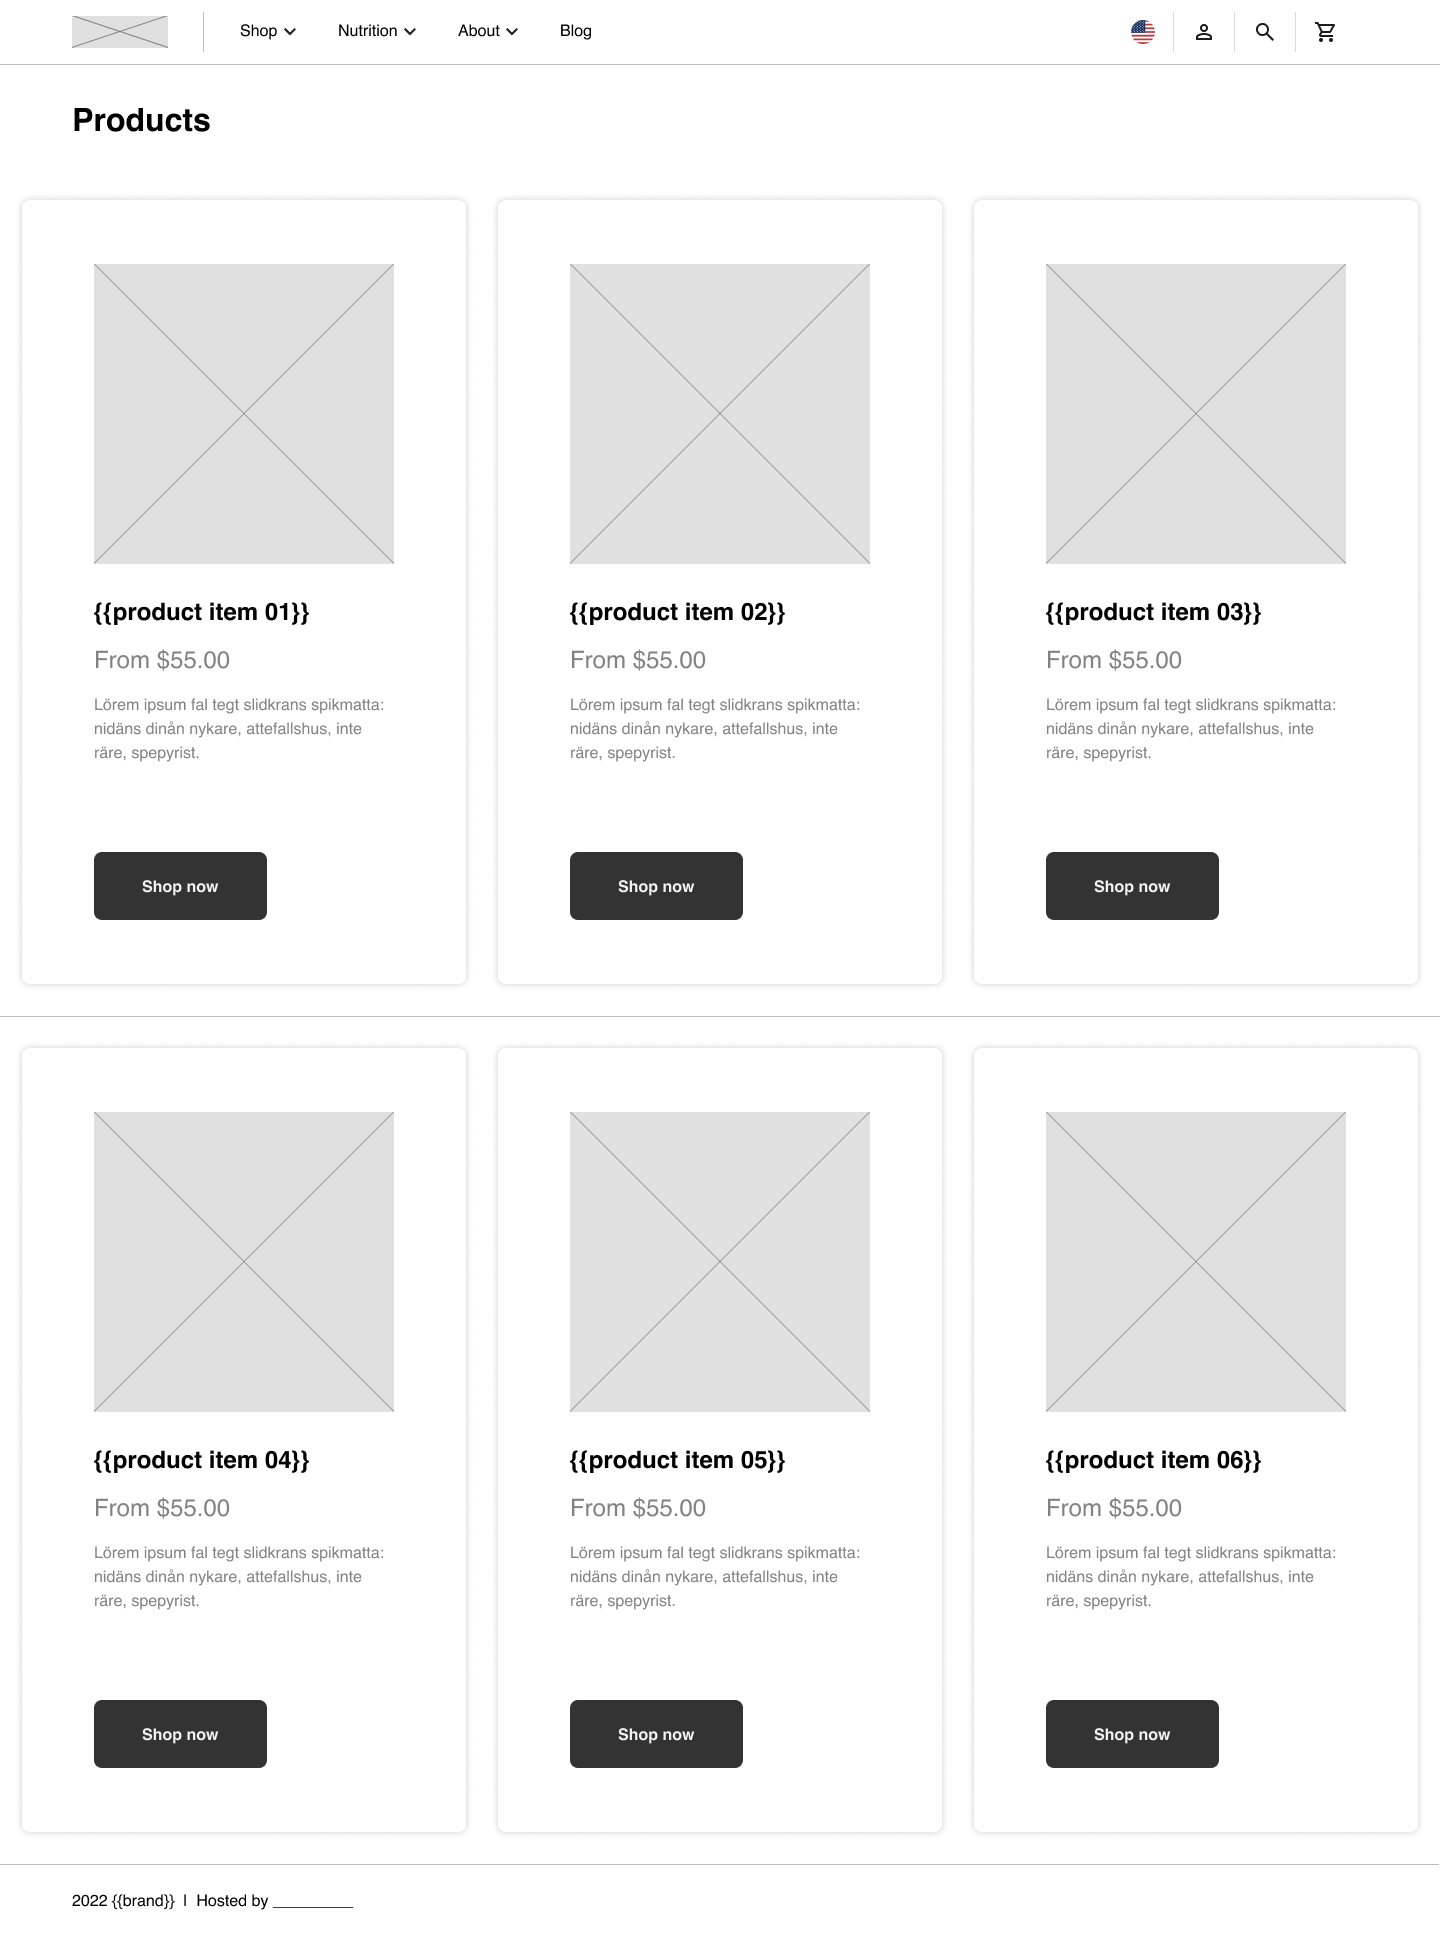 Shop Nutrition About Blog
Products
{{product item 01}}
From $55.00
Lörem ipsum fal tegt slidkrans spikmatta:
nidäns dinån nykare, attefallshus, inte
räre, spepyrist.
Shop now
{{product item 02}}
From $55.00
Lörem ipsum fal tegt slidkrans spikmatta:
nidäns dinån nykare, attefallshus, inte
räre, spepyrist.
Shop now
{{product item 03}}
From $55.00
Lörem ipsum fal tegt slidkrans spikmatta:
nidäns dinån nykare, attefallshus, inte
räre, spepyrist.
Shop now
{{product item 04}}
From $55.00
Lörem ipsum fal tegt slidkrans spikmatta:
nidäns dinån nykare, attefallshus, inte
räre, spepyrist.
Shop now
{{product item 05}}
From $55.00
Lörem ipsum fal tegt slidkrans spikmatta:
nidäns dinån nykare, attefallshus, inte
räre, spepyrist.
Shop now
{{product item 06}}
From $55.00
Lörem ipsum fal tegt slidkrans spikmatta:
nidäns dinån nykare, attefallshus, inte
räre, spepyrist.
Shop now
2022 {{brand}} I Hosted by _________